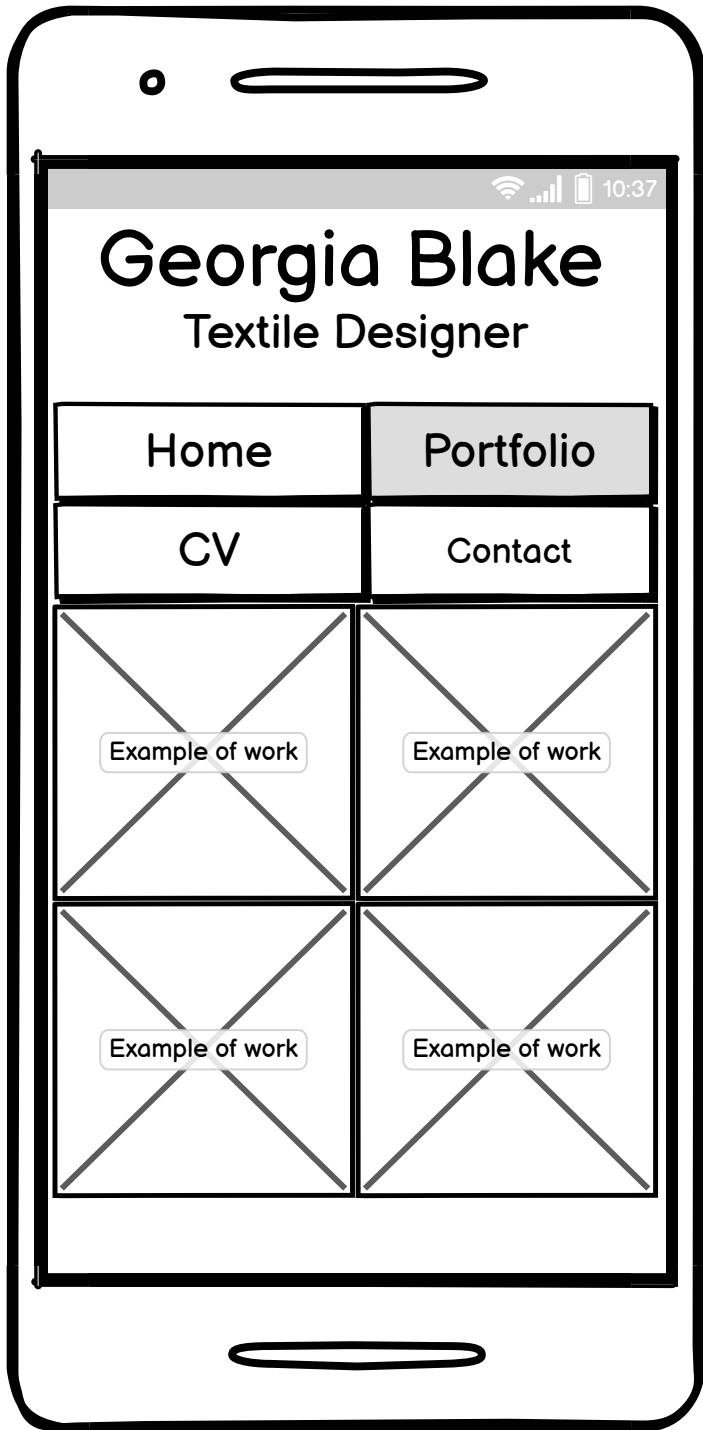 10:37
Georgia Blake
Textile Designer
Home Portfolio
CV Contact
Example of work Example of work
Example of work Example of work